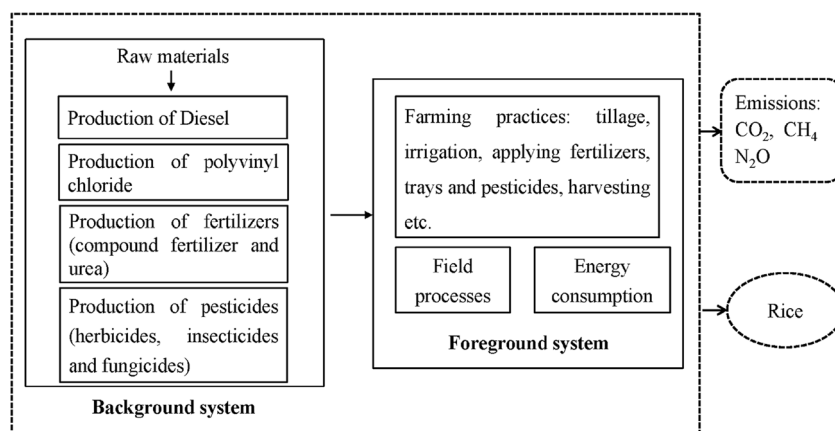 Raw materials
Production of Diesel
Production of polyvinyl
chloride
Production of fertilizers
(compound fertilizer and
urea)
Production of pesticides
(herbicides, insecticides
and fungicides)
Background system
Farming practices: tillage,
irrigation, applying fertilizers,
trays and pesticides, harvesting
etc.
Field
processes
Energy
consumption
Foreground system
Emissions:
CO₂, CH₄
N₂O
Rice